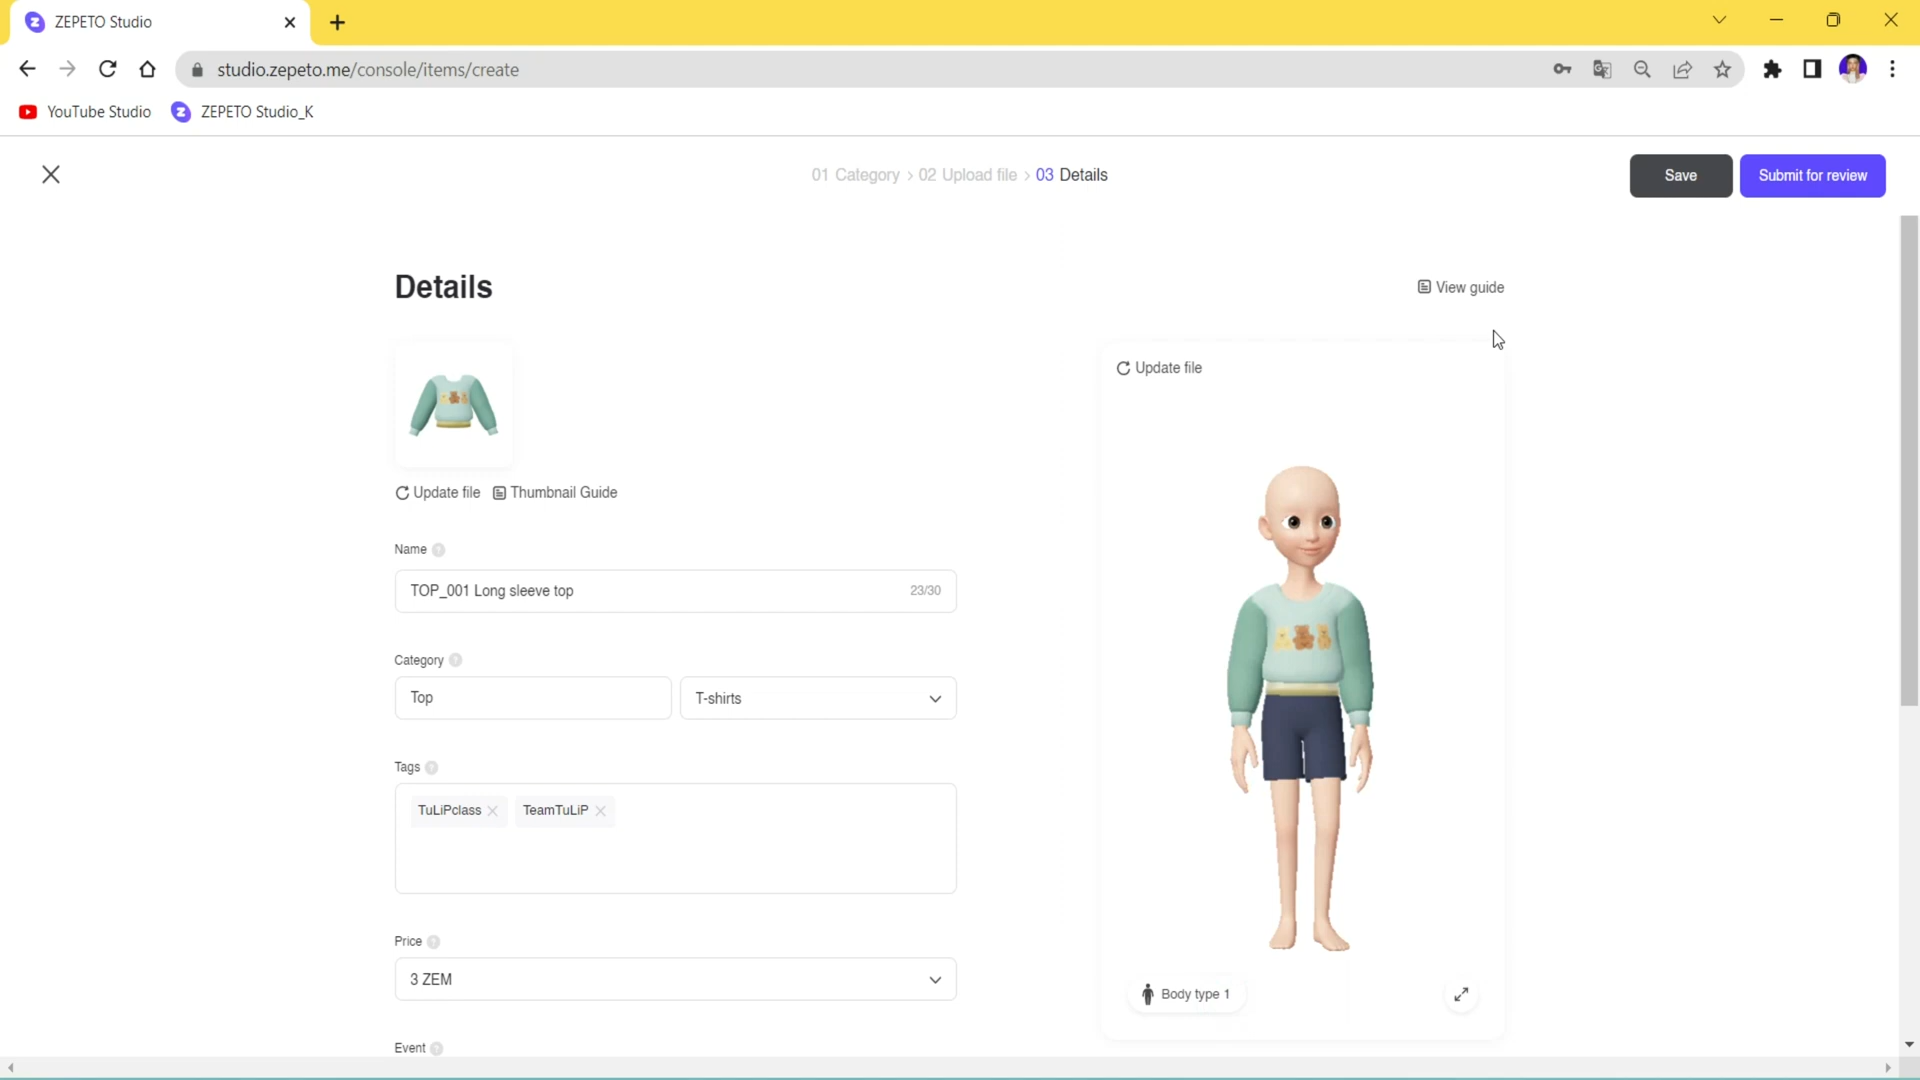 ZEPETO Studio
studio.zepeto.me/console/items/create
YouTube Studio ZEPETO Studio_K
01 Category > 02 Upload file > 03 Details
Save
Submit for review
Details
View guide
Update file
Update file Thumbnail Guide
Name ?
TOP_001 Long sleeve top 23/30
Category ?
Top
T-shirts
Tags ?
TuLiPclass TeamTuLiP
Price ?
3 ZEM
Body type 1
Event ?